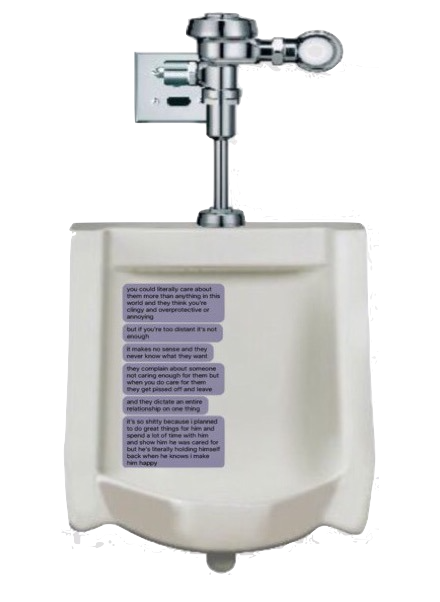 you could literally care about
them more than anything in this
world and they think you're
clingy and overprotective or
annoying
but if you're too distant it's not
enough
it makes no sense and they
never know what they want
they complain about someone
not caring enough for them but
when you do care for them
they get pissed off and leave
and they dictate an entire
relationship on one thing
it's so shitty because i planned
to do great things for him and
spend a lot of time with him
and show him he was cared for
but he's literally holding himself
back when he knows i make
him happy